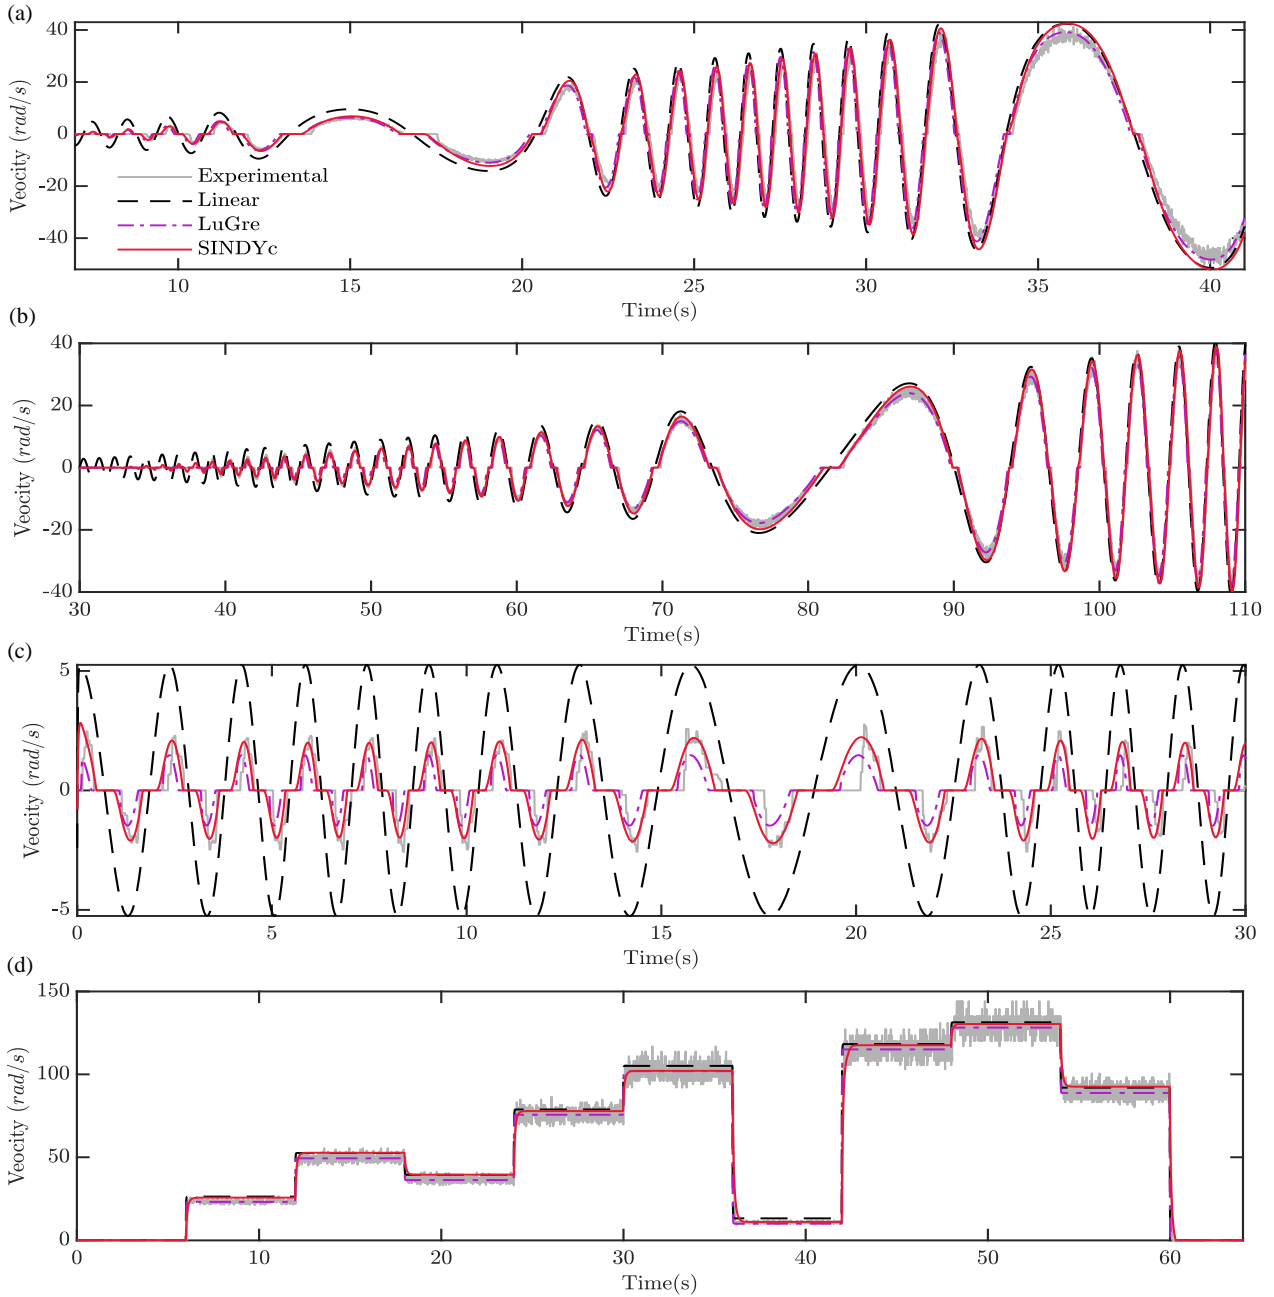 (a)
40
20
0
-20
-40
Veocity (rad/s)
Experimental
Linear
LuGre
SINDYc
10 15 20 25 30 35 40
Time(s)
(b)
40
20
0
-20
-40
Veocity (rad/s)
30 40 50 60 70 80 90 100 110
Time(s)
(c)
5
0
-5
Veocity (rad/s)
0 5 10 15 20 25 30
Time(s)
(d)
150
100
50
0
Veocity (rad/s)
0 10 20 30 40 50 60
Time(s)